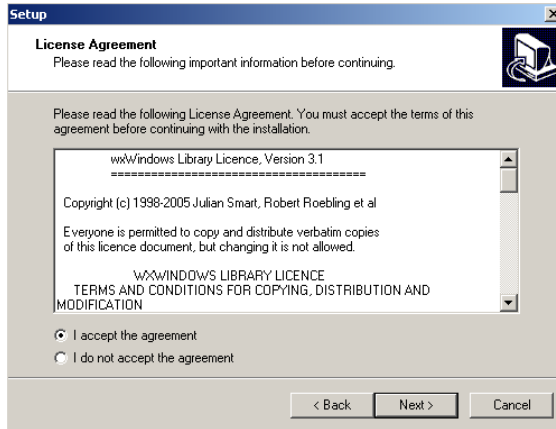 Setup
License Agreement
Please read the following important information before continuing.
Please read the following License Agreement. You must accept the terms of this
agreement before continuing with the installation.
wxWindows Library Licence, Version 3.1
======================================
Copyright (c) 1998-2005 Julian Smart, Robert Roebling et al
Everyone is permitted to copy and distribute verbatim copies
of this licence document, but changing it is not allowed.
WXWINDOWS LIBRARY LICENCE
TERMS AND CONDITIONS FOR COPYING, DISTRIBUTION AND
MODIFICATION
I accept the agreement
I do not accept the agreement
< Back
Next >
Cancel